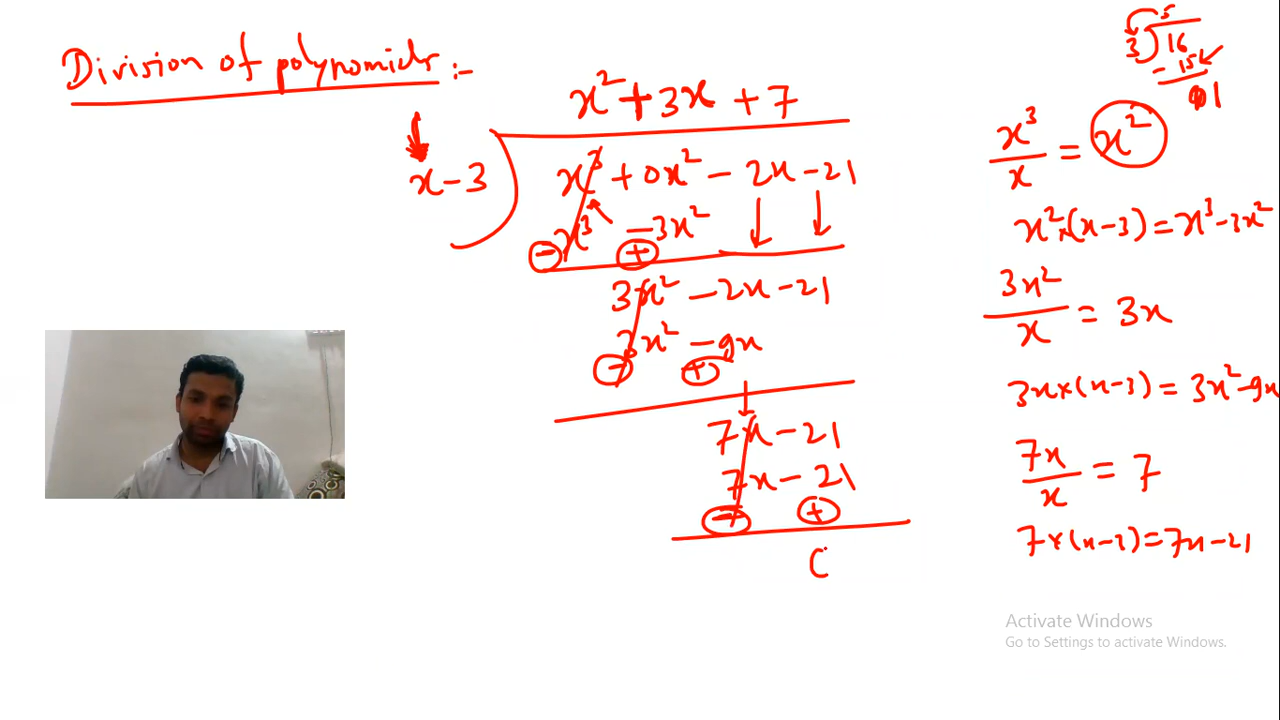 Division of polynomials :-
x² + 3x + 7
x - 3 ) x³ + 0x² - 2x - 21
x³ - 3x²
- +
3x² - 2x - 21
3x² - 9x
- +
7x - 21
7x - 21
- +
5
3 ) 16
- 15
01
x³/x = x²
x² × (x - 3) = x³ - 3x²
3x²/x = 3x
3x × (x - 3) = 3x² - 9x
7x/x = 7
7 × (x - 3) = 7x - 21
Activate Windows
Go to Settings to activate Windows.